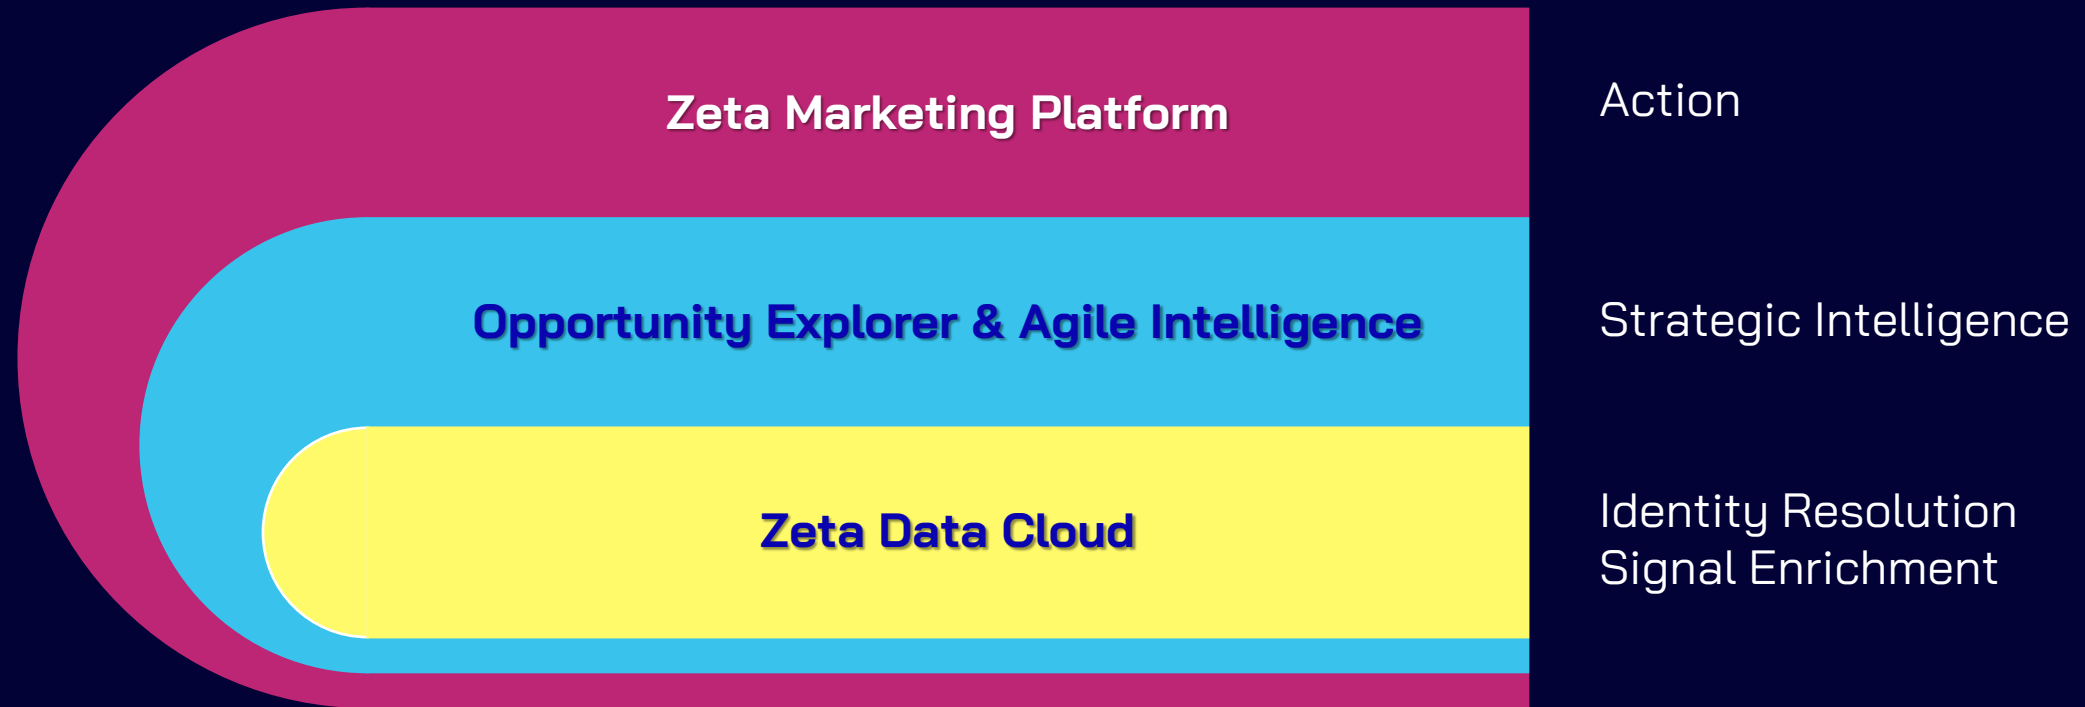 Zeta Marketing Platform
Action
Opportunity Explorer & Agile Intelligence
Strategic Intelligence
Zeta Data Cloud
Identity Resolution
Signal Enrichment